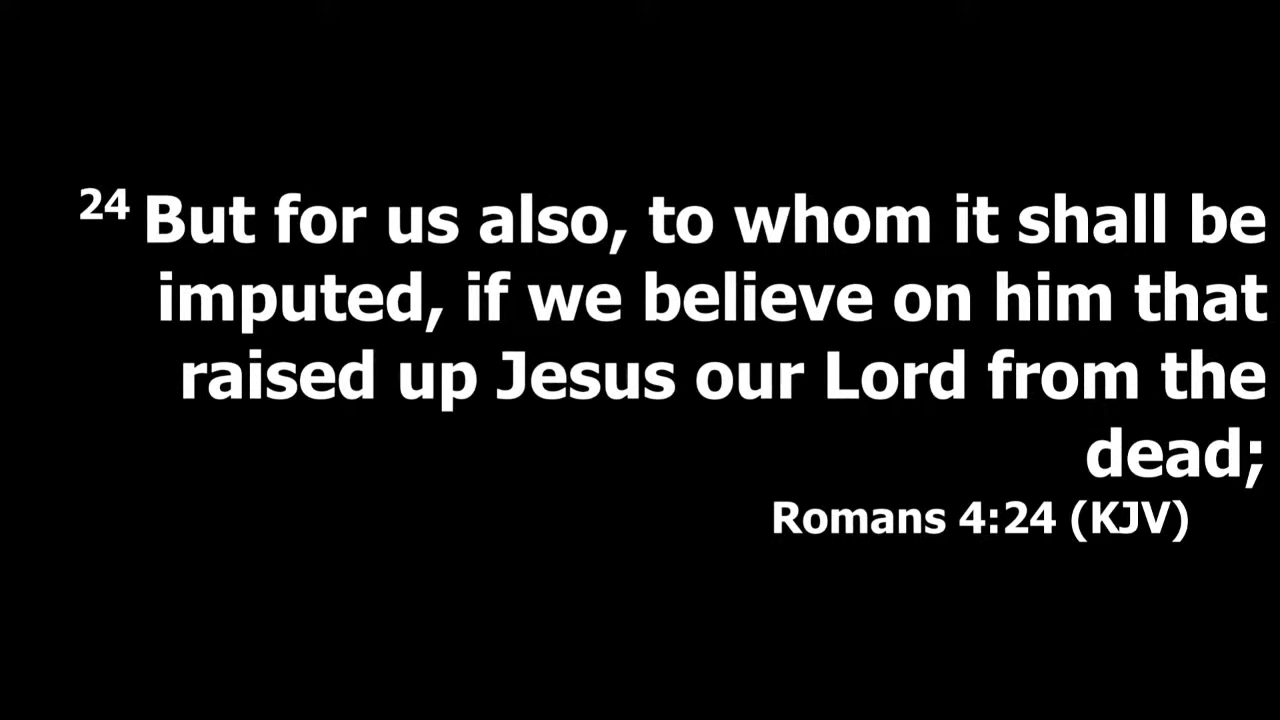 24 But for us also, to whom it shall be
imputed, if we believe on him that
raised up Jesus our Lord from the
dead;
Romans 4:24 (KJV)